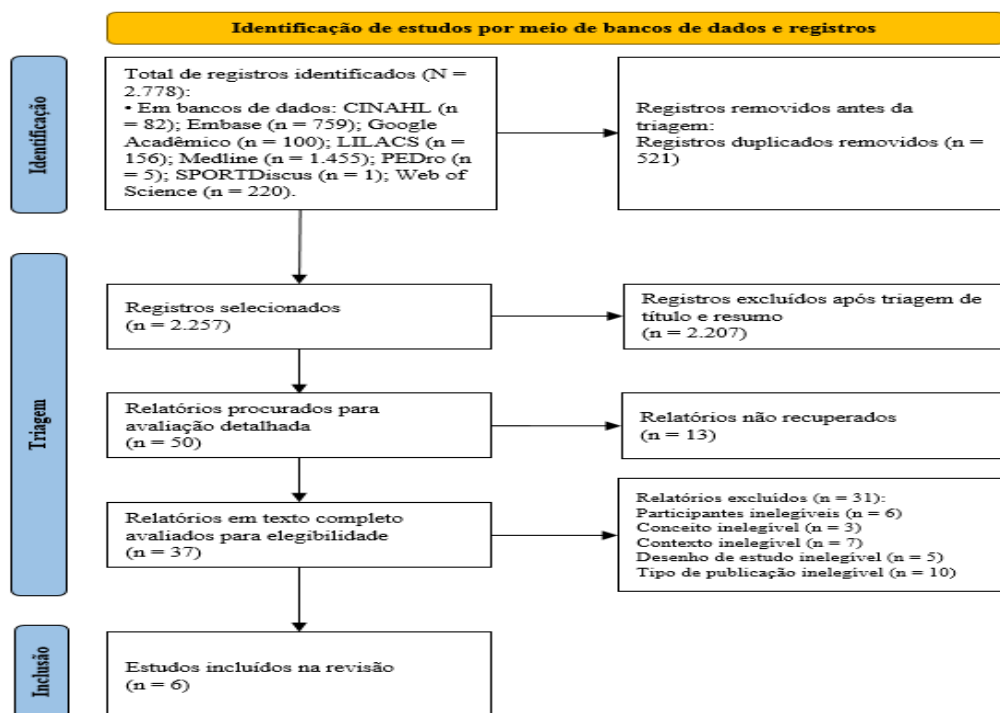 Identificação de estudos por meio de bancos de dados e registros
Identificação
Total de registros identificados (N =
2.778):
• Em bancos de dados: CINAHL (n
= 82); Embase (n = 759); Google
Acadêmico (n = 100); LILACS (n =
156); Medline (n = 1.455); PEDro (n
= 5); SPORTDiscus (n = 1); Web of
Science (n = 220).
Registros removidos antes da
triagem:
Registros duplicados removidos (n =
521)
Triagem
Registros selecionados
(n = 2.257)
Registros excluídos após triagem de
título e resumo
(n = 2.207)
Relatórios procurados para
avaliação detalhada
(n = 50)
Relatórios não recuperados
(n = 13)
Relatórios em texto completo
avaliados para elegibilidade
(n = 37)
Relatórios excluídos (n = 31):
Participantes inelegíveis (n = 6)
Conceito inelegível (n = 3)
Contexto inelegível (n = 7)
Desenho de estudo inelegível (n = 5)
Tipo de publicação inelegível (n = 10)
Inclusão
Estudos incluídos na revisão
(n = 6)